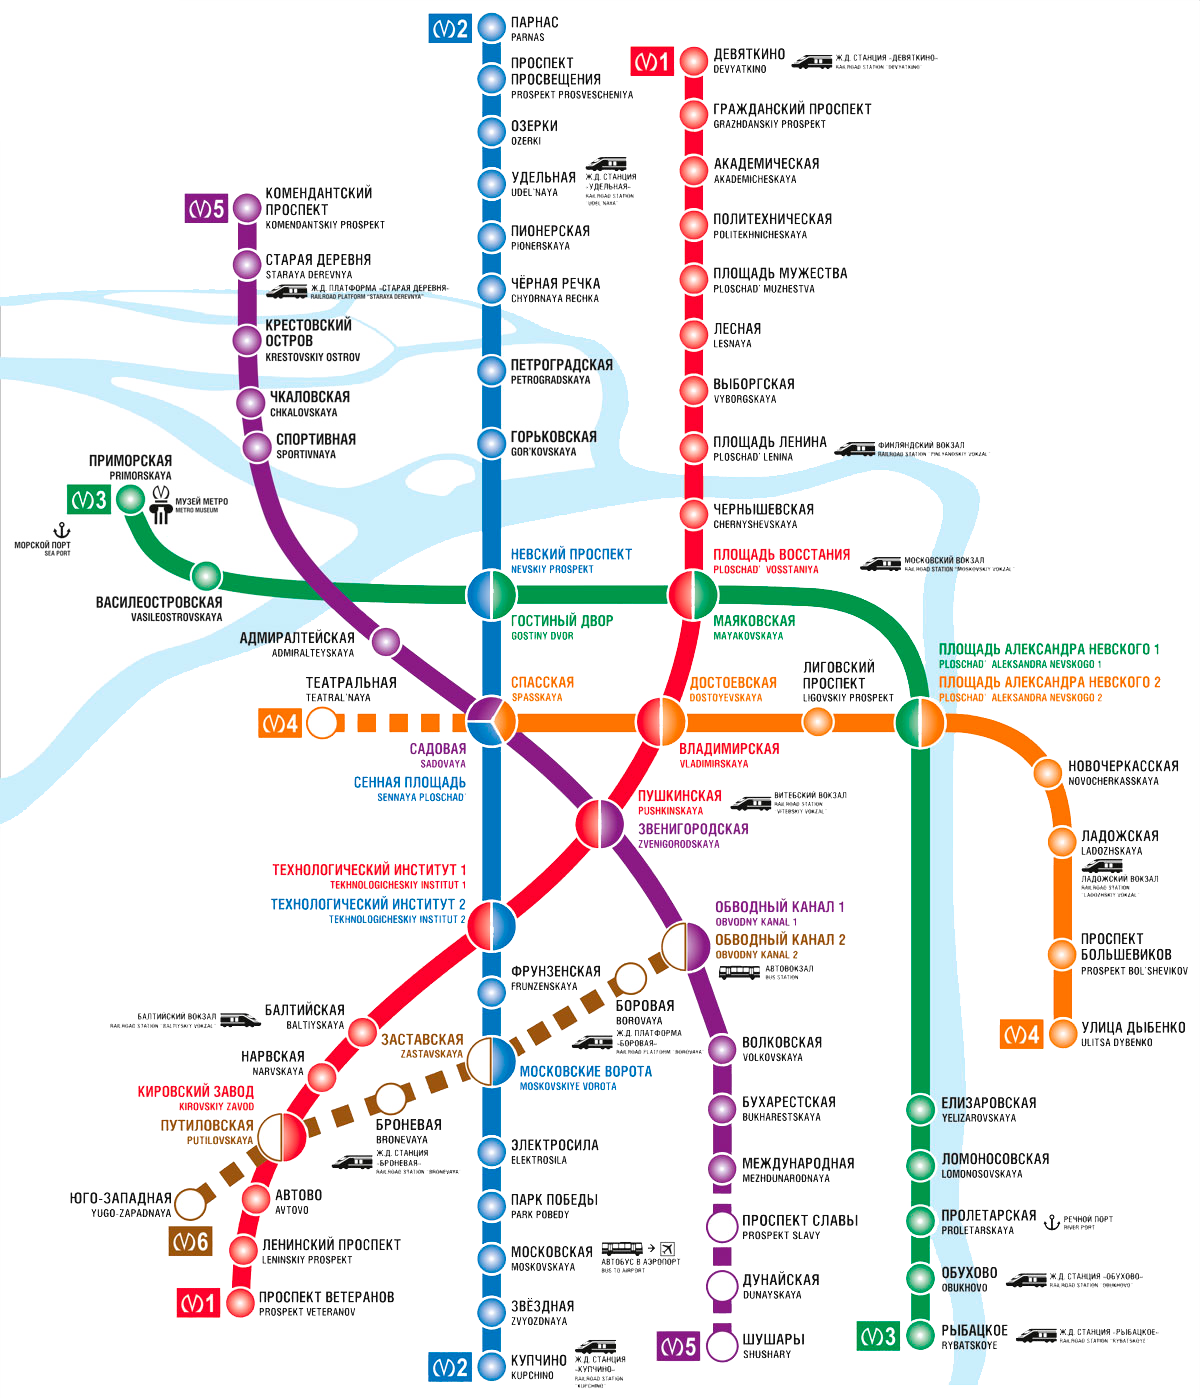 2
ПАРНАС
PARNAS
ПРОСПЕКТ
ПРОСВЕЩЕНИЯ
PROSPEKT PROSVESCHENIYA
ОЗЕРКИ
OZERKI
УДЕЛЬНАЯ
UDEL'NAYA
Ж.Д. СТАНЦИЯ
-УДЕЛЬНАЯ-
RAILROAD STATION
"UDEL'NAYA"
ПИОНЕРСКАЯ
PIONERSKAYA
ЧЁРНАЯ РЕЧКА
CHYORNAYA RECHKA
ПЕТРОГРАДСКАЯ
PETROGRADSKAYA
ГОРЬКОВСКАЯ
GOR'KOVSKAYA
НЕВСКИЙ ПРОСПЕКТ
NEVSKIY PROSPEKT
ГОСТИНЫЙ ДВОР
GOSTINY DVOR
1
ДЕВЯТКИНО
DEVYATKINO
Ж.Д. СТАНЦИЯ -ДЕВЯТКИНО-
RAILROAD STATION "DEVYATKINO"
ГРАЖДАНСКИЙ ПРОСПЕКТ
GRAZHDANSKIY PROSPEKT
АКАДЕМИЧЕСКАЯ
AKADEMICHESKAYA
ПОЛИТЕХНИЧЕСКАЯ
POLITEKHNICHESKAYA
ПЛОЩАДЬ МУЖЕСТВА
PLOSCHAD' MUZHESTVA
ЛЕСНАЯ
LESNAYA
ВЫБОРГСКАЯ
VYBORGSKAYA
ПЛОЩАДЬ ЛЕНИНА
PLOSCHAD' LENINA
ФИНЛЯНДСКИЙ ВОКЗАЛ
RAILROAD STATION "FINLYANDSKIY VOKZAL"
ЧЕРНЫШЕВСКАЯ
CHERNYSHEVSKAYA
ПЛОЩАДЬ ВОССТАНИЯ
PLOSCHAD' VOSSTANIYA
МОСКОВСКИЙ ВОКЗАЛ
RAILROAD STATION "MOSKOVSKIY VOKZAL"
МАЯКОВСКАЯ
MAYAKOVSKAYA
5
КОМЕНДАНТСКИЙ
ПРОСПЕКТ
KOMENDANTSKIY PROSPEKT
СТАРАЯ ДЕРЕВНЯ
STARAYA DEREVNYA
Ж.Д. ПЛАТФОРМА -СТАРАЯ ДЕРЕВНЯ-
RAILROAD PLATFORM "STARAYA DEREVNYA"
КРЕСТОВСКИЙ
ОСТРОВ
KRESTOVSKIY OSTROV
ЧКАЛОВСКАЯ
CHKALOVSKAYA
СПОРТИВНАЯ
SPORTIVNAYA
ПРИМОРСКАЯ
PRIMORSKAYA
3
МУЗЕЙ МЕТРО
METRO MUSEUM
МОРСКОЙ ПОРТ
SEA PORT
ВАСИЛЕОСТРОВСКАЯ
VASILEOSTROVSKAYA
АДМИРАЛТЕЙСКАЯ
ADMIRALTEYSKAYA
ТЕАТРАЛЬНАЯ
TEATRAL'NAYA
4
СПАССКАЯ
SPASSKAYA
САДОВАЯ
SADOVAYA
СЕННАЯ ПЛОЩАДЬ
SENNAYA PLOSCHAD'
ДОСТОЕВСКАЯ
DOSTOYEVSKAYA
ВЛАДИМИРСКАЯ
VLADIMIRSKAYA
ЛИГОВСКИЙ
ПРОСПЕКТ
LIGOVSKIY PROSPEKT
ПЛОЩАДЬ АЛЕКСАНДРА НЕВСКОГО 1
PLOSCHAD' ALEKSANDRA NEVSKOGO 1
ПЛОЩАДЬ АЛЕКСАНДРА НЕВСКОГО 2
PLOSCHAD' ALEKSANDRA NEVSKOGO 2
НОВОЧЕРКАССКАЯ
NOVOCHERKASSKAYA
ЛАДОЖСКАЯ
LADOZHSKAYA
ЛАДОЖСКИЙ ВОКЗАЛ
RAILROAD STATION
"LADOZHSKIY VOKZAL"
ПРОСПЕКТ
БОЛЬШЕВИКОВ
PROSPEKT BOL'SHEVIKOV
4
УЛИЦА ДЫБЕНКО
ULITSA DYBENKO
ПУШКИНСКАЯ
PUSHKINSKAYA
ВИТЕБСКИЙ ВОКЗАЛ
RAILROAD STATION
"VITEBSKIY VOKZAL"
ЗВЕНИГОРОДСКАЯ
ZVENIGORODSKAYA
ТЕХНОЛОГИЧЕСКИЙ ИНСТИТУТ 1
TEKHNOLOGICHESKIY INSTITUT 1
ТЕХНОЛОГИЧЕСКИЙ ИНСТИТУТ 2
TEKHNOLOGICHESKIY INSTITUT 2
ОБВОДНЫЙ КАНАЛ 1
OBVODNY KANAL 1
ОБВОДНЫЙ КАНАЛ 2
OBVODNY KANAL 2
АВТОВОКЗАЛ
BUS STATION
ФРУНЗЕНСКАЯ
FRUNZENSKAYA
БОРОВАЯ
BOROVAYA
Ж.Д. ПЛАТФОРМА
-БОРОВАЯ-
RAILROAD PLATFORM "BOROVAYA"
БАЛТИЙСКАЯ
BALTIYSKAYA
БАЛТИЙСКИЙ ВОКЗАЛ
RAILROAD STATION "BALTIYSKIY VOKZAL"
НАРВСКАЯ
NARVSKAYA
ЗАСТАВСКАЯ
ZASTAVSKAYA
МОСКОВСКИЕ ВОРОТА
MOSKOVSKIYE VOROTA
КИРОВСКИЙ ЗАВОД
KIROVSKIY ZAVOD
ПУТИЛОВСКАЯ
PUTILOVSKAYA
БРОНЕВАЯ
BRONEVAYA
Ж.Д. СТАНЦИЯ
-БРОНЕВАЯ-
RAILROAD STATION "BRONEVAYA"
ЮГО-ЗАПАДНАЯ
YUGO-ZAPADNAYA
6
АВТОВО
AVTOVO
ЛЕНИНСКИЙ ПРОСПЕКТ
LENINSKIY PROSPEKT
1
ПРОСПЕКТ ВЕТЕРАНОВ
PROSPEKT VETERANOV
ЭЛЕКТРОСИЛА
ELEKTROSILA
ПАРК ПОБЕДЫ
PARK POBEDY
МОСКОВСКАЯ
MOSKOVSKAYA
АВТОБУС В АЭРОПОРТ
BUS TO AIRPORT
ЗВЁЗДНАЯ
ZVYOZDNAYA
2
КУПЧИНО
KUPCHINO
Ж.Д. СТАНЦИЯ
-КУПЧИНО-
RAILROAD STATION
"KUPCHINO"
ВОЛКОВСКАЯ
VOLKOVSKAYA
БУХАРЕСТСКАЯ
BUKHARESTSKAYA
МЕЖДУНАРОДНАЯ
MEZHDUNARODNAYA
ПРОСПЕКТ СЛАВЫ
PROSPEKT SLAVY
ДУНАЙСКАЯ
DUNAYSKAYA
5
ШУШАРЫ
SHUSHARY
ЕЛИЗАРОВСКАЯ
YELIZAROVSKAYA
ЛОМОНОСОВСКАЯ
LOMONOSOVSKAYA
ПРОЛЕТАРСКАЯ
PROLETARSKAYA
РЕЧНОЙ ПОРТ
RIVER PORT
ОБУХОВО
OBUKHOVO
Ж.Д. СТАНЦИЯ -ОБУХОВО-
RAILROAD STATION "OBUKHOVO"
3
РЫБАЦКОЕ
RYBATSKOYE
Ж.Д. СТАНЦИЯ -РЫБАЦКОЕ-
RAILROAD STATION "RYBATSKOYE"